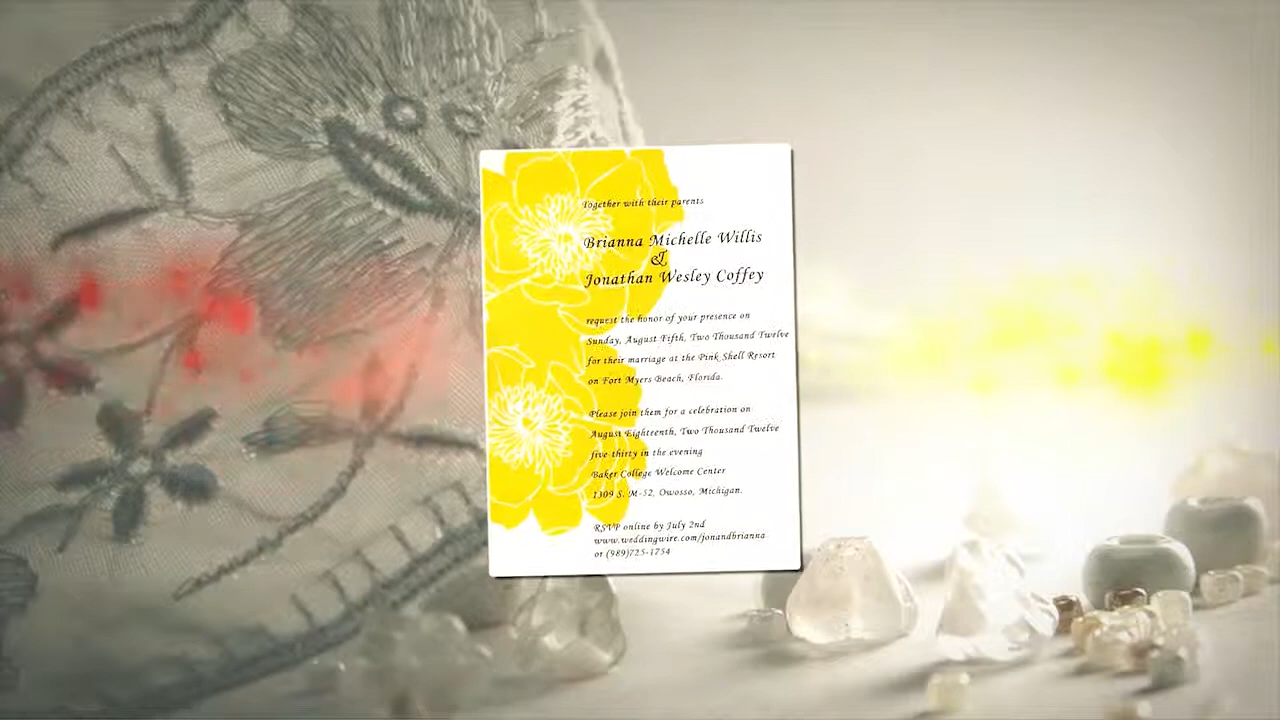 Together with their parents
Brianna Michelle Willis
&
Jonathan Wesley Coffey
request the honor of your presence on
Sunday, August Fifth, Two Thousand Twelve
for their marriage at the Pink Shell Resort
on Fort Myers Beach, Florida.
Please join them for a celebration on
August Eighteenth, Two Thousand Twelve
five-thirty in the evening
Baker College Welcome Center
1309 S. M-52, Owosso, Michigan.
RSVP online by July 2nd
www.weddingwire.com/jonandbrianna
or (989)725-1754